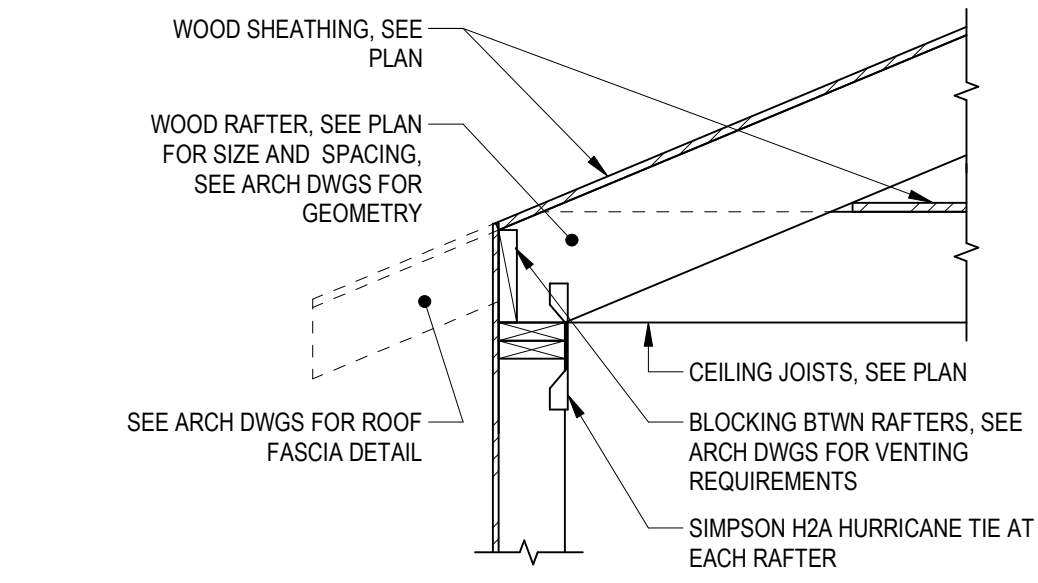 WOOD SHEATHING, SEE
PLAN
WOOD RAFTER, SEE PLAN
FOR SIZE AND SPACING,
SEE ARCH DWGS FOR
GEOMETRY
SEE ARCH DWGS FOR ROOF
FASCIA DETAIL
CEILING JOISTS, SEE PLAN
BLOCKING BTWN RAFTERS, SEE
ARCH DWGS FOR VENTING
REQUIREMENTS
SIMPSON H2A HURRICANE TIE AT
EACH RAFTER